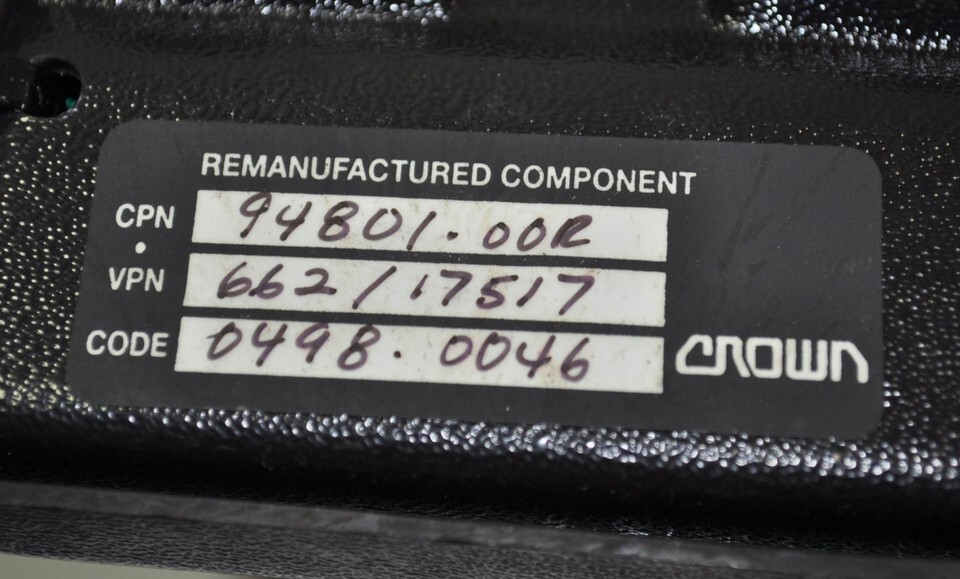 REMANUFACTURED COMPONENT
CPN 94801.00R
VPN 662/17517
CODE 0498.0046
CROWN